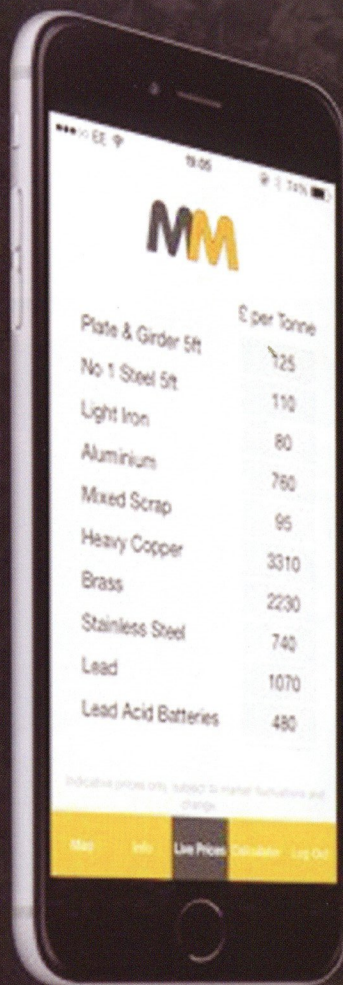 EE 19:05 74%
MM
£ per Tonne
Plate & Girder 5ft 125
No 1 Steel 5ft 110
Light Iron 80
Aluminium 760
Mixed Scrap 95
Heavy Copper 3310
Brass 2230
Stainless Steel 740
Lead 1070
Lead Acid Batteries 480
Indicative prices only, subject to market fluctuations and
change
Map Info Live Prices Calculator Log Out